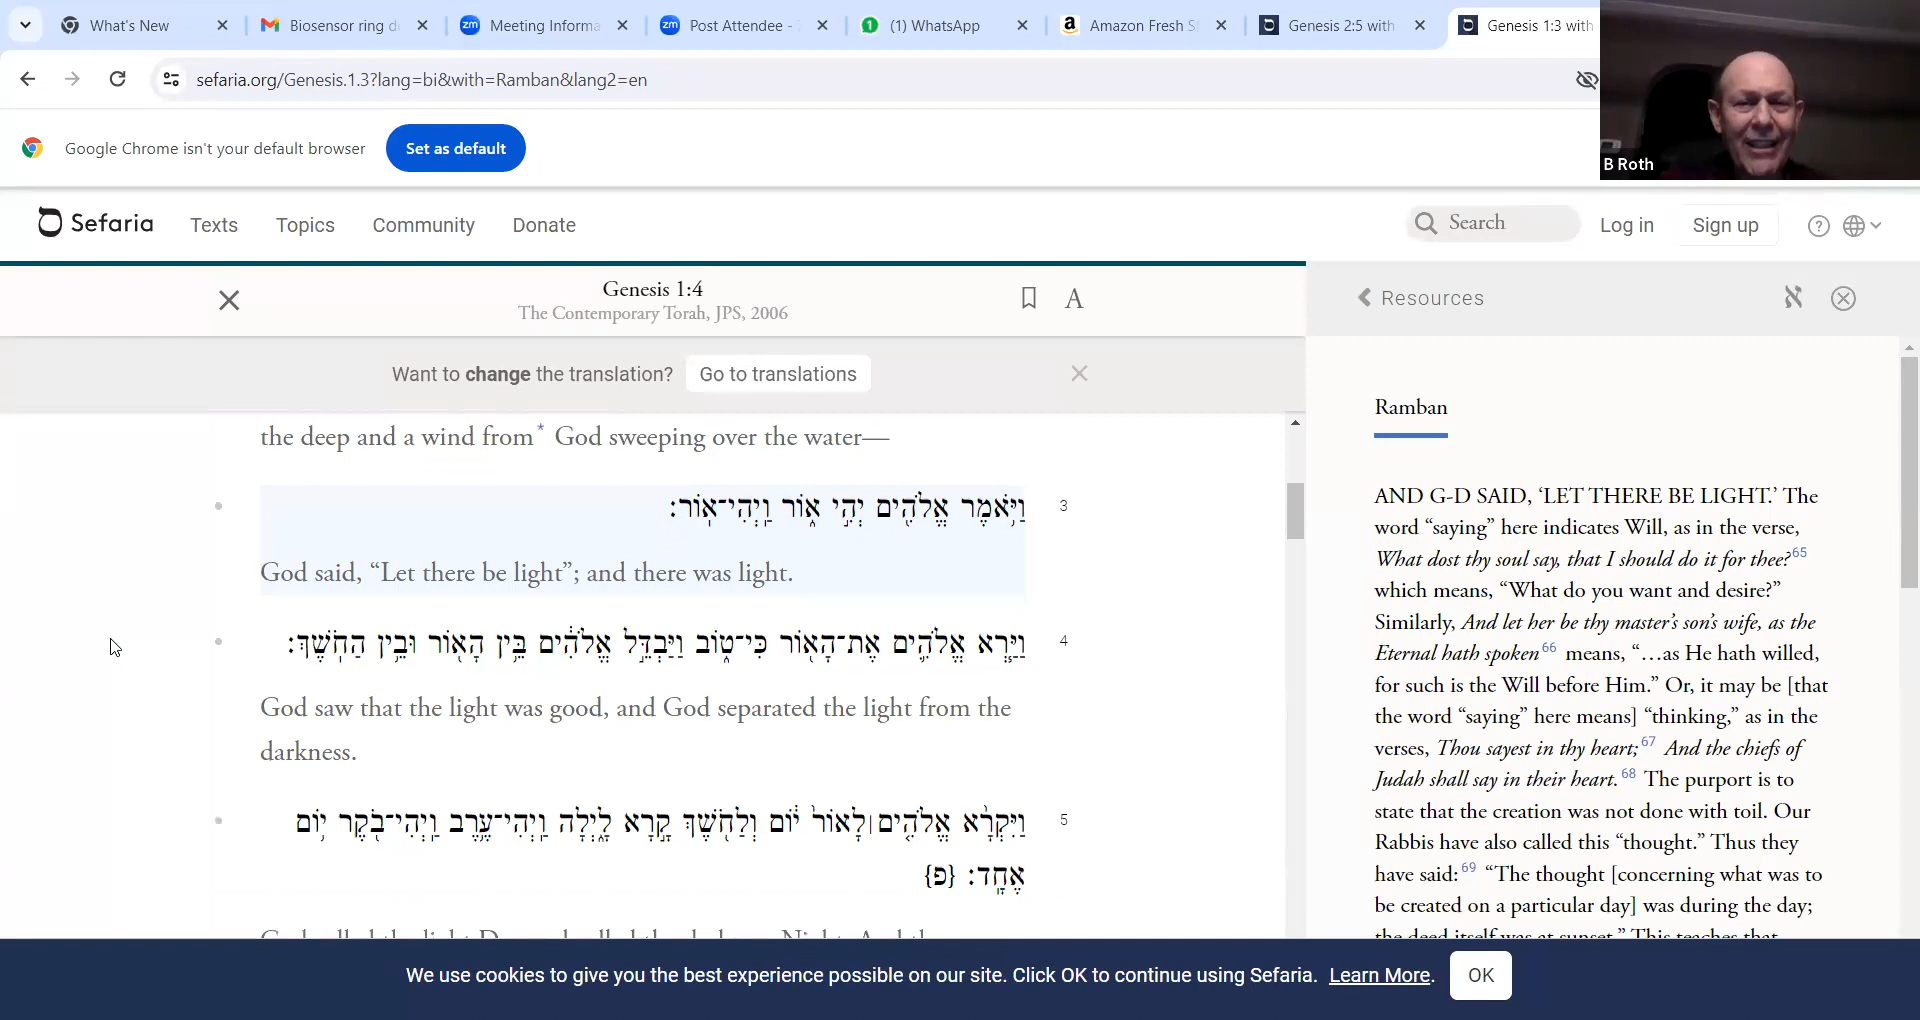 What's New
Biosensor ring d
Meeting Informa
Post Attendee -
(1) WhatsApp
Amazon Fresh S
Genesis 2:5 with
Genesis 1:3 with
sefaria.org/Genesis.1.3?lang=bi&with=Ramban&lang2=en
Google Chrome isn't your default browser
Set as default
B Roth
Sefaria
Texts
Topics
Community
Donate
Search
Log in
Sign up
Genesis 1:4
The Contemporary Torah, JPS, 2006
A
Want to change the translation?
Go to translations
the deep and a wind from* God sweeping over the water—
3
וַיֹּ֥אמֶר אֱלֹהִ֖ים יְהִ֣י א֑וֹר וַֽיְהִי־אֽוֹר׃
God said, “Let there be light”; and there was light.
4
וַיַּ֧רְא אֱלֹהִ֛ים אֶת־הָא֖וֹר כִּי־ט֑וֹב וַיַּבְדֵּ֣ל אֱלֹהִ֔ים בֵּ֥ין הָא֖וֹר וּבֵ֥ין הַחֹֽשֶׁךְ׃
God saw that the light was good, and God separated the light from the
darkness.
5
וַיִּקְרָ֨א אֱלֹהִ֤ים׀ לָאוֹר֙ י֔וֹם וְלַחֹ֖שֶׁךְ קָ֣רָא לָ֑יְלָה וַֽיְהִי־עֶ֥רֶב וַֽיְהִי־בֹ֖קֶר י֥וֹם
אֶחָֽד׃ {פ}
Resources
א
Ramban
AND G-D SAID, ‘LET THERE BE LIGHT.’ The
word “saying” here indicates Will, as in the verse,
What dost thy soul say, that I should do it for thee?65
which means, “What do you want and desire?”
Similarly, And let her be thy master’s son’s wife, as the
Eternal hath spoken66 means, “…as He hath willed,
for such is the Will before Him.” Or, it may be [that
the word “saying” here means] “thinking,” as in the
verses, Thou sayest in thy heart;67 And the chiefs of
Judah shall say in their heart.68 The purport is to
state that the creation was not done with toil. Our
Rabbis have also called this “thought.” Thus they
have said:69 “The thought [concerning what was to
be created on a particular day] was during the day;
the deed itself was at sunset.” This teaches that
We use cookies to give you the best experience possible on our site. Click OK to continue using Sefaria. Learn More.
OK